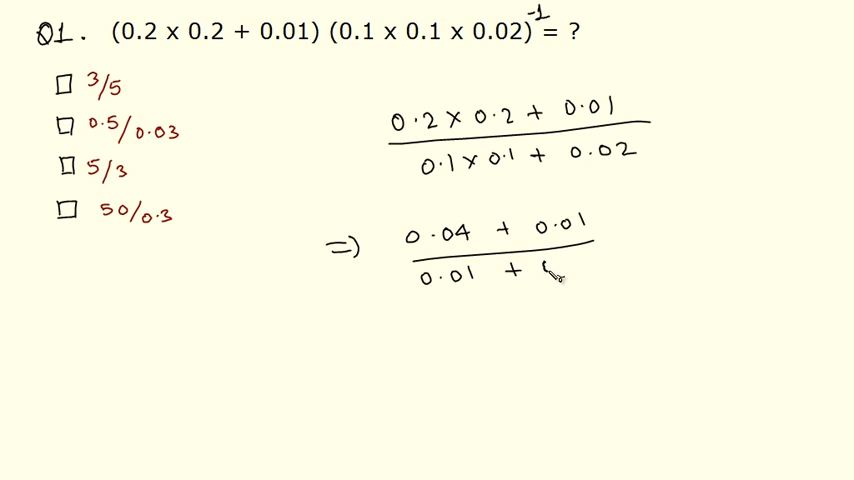 Q1. (0.2 x 0.2 + 0.01) (0.1 x 0.1 x 0.02)⁻¹ = ?
3/5
0.5/0.03
5/3
50/0.3
0.2 x 0.2 + 0.01
0.1 x 0.1 + 0.02
=) 0.04 + 0.01
0.01 +